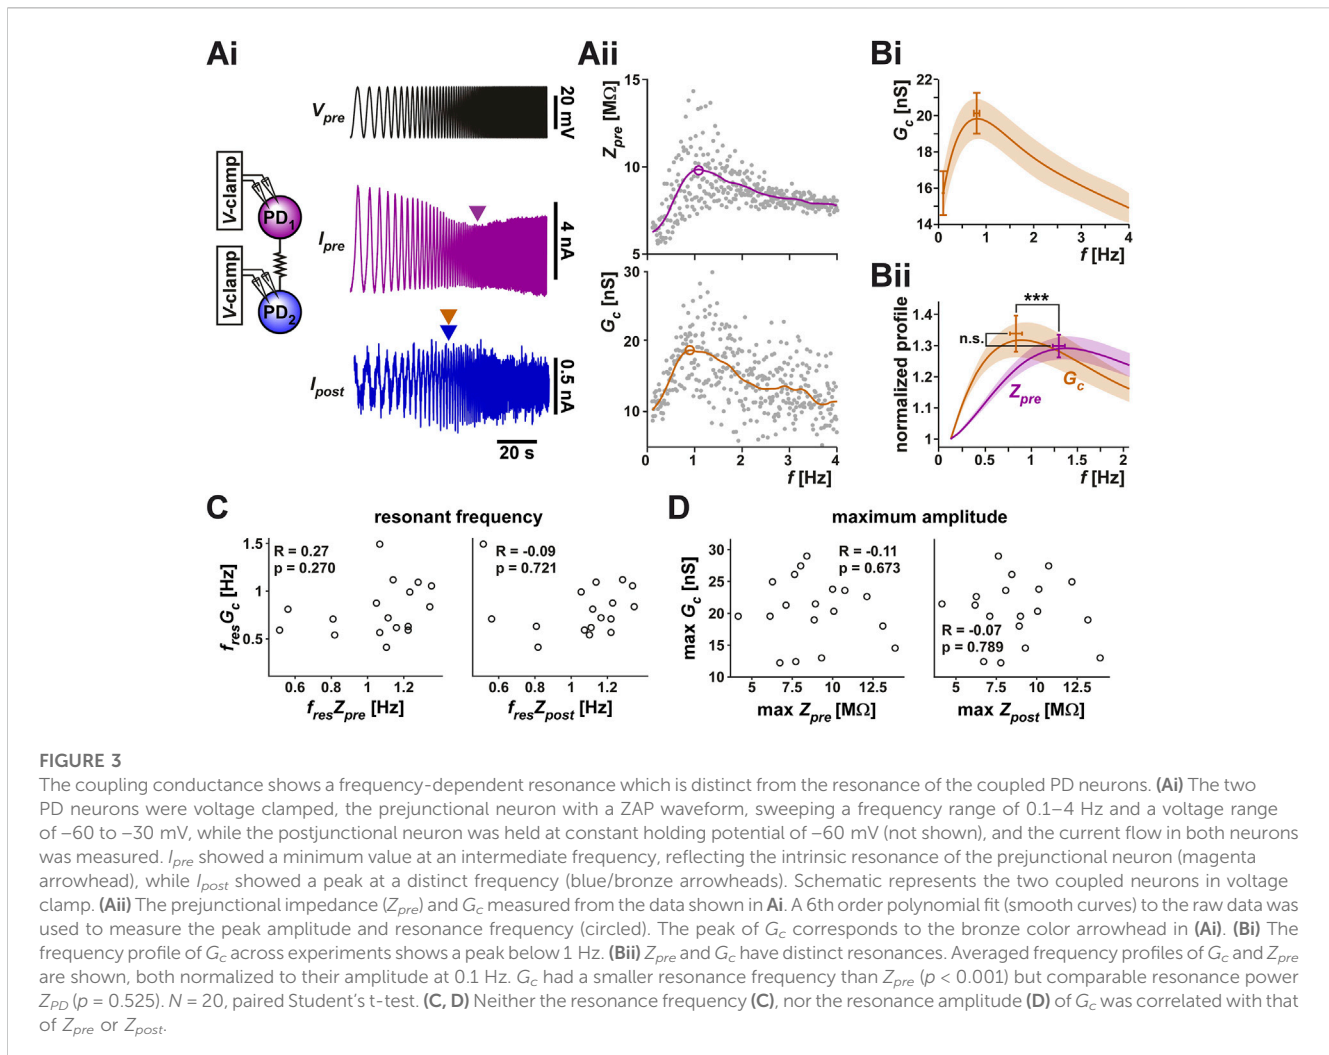 Ai
V-clamp
PD1
V-clamp
PD2
Vpre
20 mV
Ipre
4 nA
Ipost
0.5 nA
20 s
Aii
Zpre [MΩ]
15
10
5
Gc [nS]
30
20
10
0 1 2 3 4
f [Hz]
Bi
Gc [nS]
22
20
18
16
14
0 1 2 3 4
f [Hz]
Bii
normalized profile
1.4
1.3
1.2
1.1
1
***
n.s.
Gc
Zpre
0 0.5 1 1.5 2
f [Hz]
C
resonant frequency
fresGc [Hz]
1.5
1
0.5
R = 0.27
p = 0.270
0.6 0.8 1 1.2
fresZpre [Hz]
R = -0.09
p = 0.721
0.6 0.8 1 1.2
fresZpost [Hz]
D
maximum amplitude
max Gc [nS]
30
25
20
15
10
R = -0.11
p = 0.673
5 7.5 10 12.5
max Zpre [MΩ]
R = -0.07
p = 0.789
5 7.5 10 12.5
max Zpost [MΩ]
FIGURE 3
The coupling conductance shows a frequency-dependent resonance which is distinct from the resonance of the coupled PD neurons. (Ai) The two
PD neurons were voltage clamped, the prejunctional neuron with a ZAP waveform, sweeping a frequency range of 0.1–4 Hz and a voltage range
of –60 to –30 mV, while the postjunctional neuron was held at constant holding potential of –60 mV (not shown), and the current flow in both neurons
was measured. Ipre showed a minimum value at an intermediate frequency, reflecting the intrinsic resonance of the prejunctional neuron (magenta
arrowhead), while Ipost showed a peak at a distinct frequency (blue/bronze arrowheads). Schematic represents the two coupled neurons in voltage
clamp. (Aii) The prejunctional impedance (Zpre) and Gc measured from the data shown in Ai. A 6th order polynomial fit (smooth curves) to the raw data was
used to measure the peak amplitude and resonance frequency (circled). The peak of Gc corresponds to the bronze color arrowhead in (Ai). (Bi) The
frequency profile of Gc across experiments shows a peak below 1 Hz. (Bii) Zpre and Gc have distinct resonances. Averaged frequency profiles of Gc and Zpre
are shown, both normalized to their amplitude at 0.1 Hz. Gc had a smaller resonance frequency than Zpre (p < 0.001) but comparable resonance power
ZPD (p = 0.525). N = 20, paired Student's t-test. (C, D) Neither the resonance frequency (C), nor the resonance amplitude (D) of Gc was correlated with that
of Zpre or Zpost.